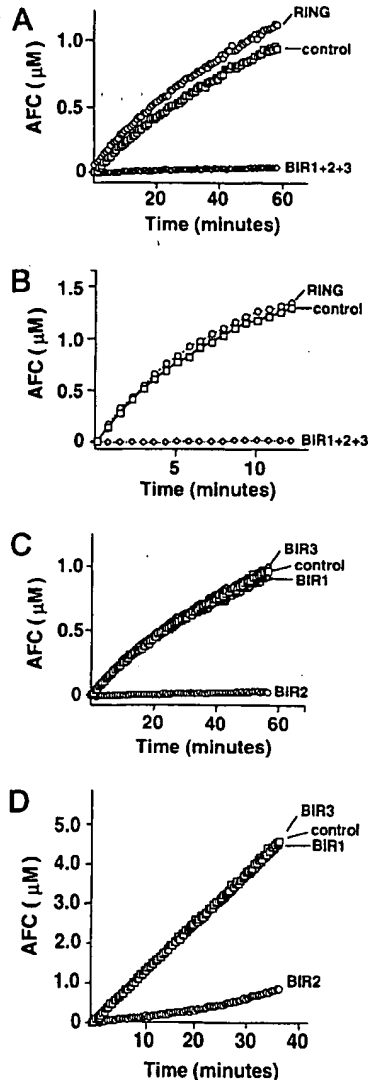 A
AFC (μM)
1.0
0.5
0
RING
control
BIR1+2+3
20 40 60
Time (minutes)
B
AFC (μM)
1.5
1.0
0.5
0
RING
control
BIR1+2+3
5 10
Time (minutes)
C
AFC (μM)
1.0
0.5
0
BIR3
control
BIR1
BIR2
20 40 60
Time (minutes)
D
AFC (μM)
5.0
4.0
3.0
2.0
1.0
0
BIR3
control
BIR1
BIR2
10 20 30 40
Time (minutes)